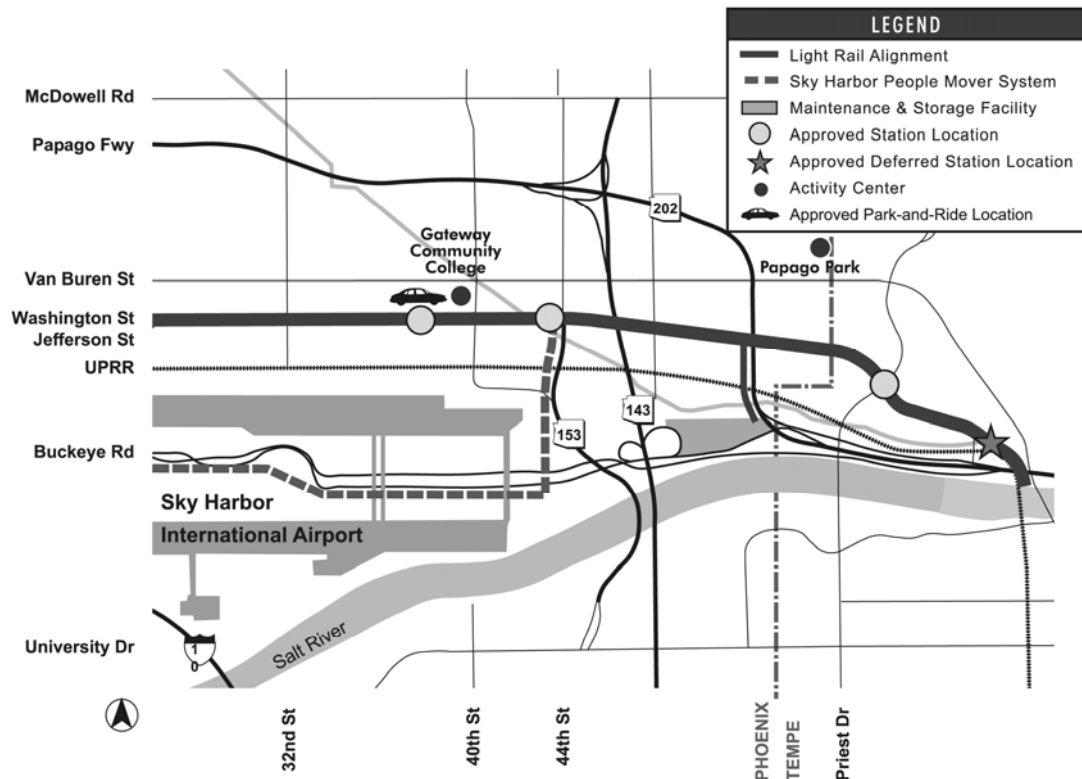 LEGEND
Light Rail Alignment
Sky Harbor People Mover System
Maintenance & Storage Facility
Approved Station Location
Approved Deferred Station Location
Activity Center
Approved Park-and-Ride Location
McDowell Rd
Papago Fwy
202
Gateway
Community
College
Papago Park
Van Buren St
Washington St
Jefferson St
UPRR
143
153
Buckeye Rd
Sky Harbor
International Airport
Salt River
University Dr
1
0
32nd St
40th St
44th St
PHOENIX
TEMPE
Priest Dr